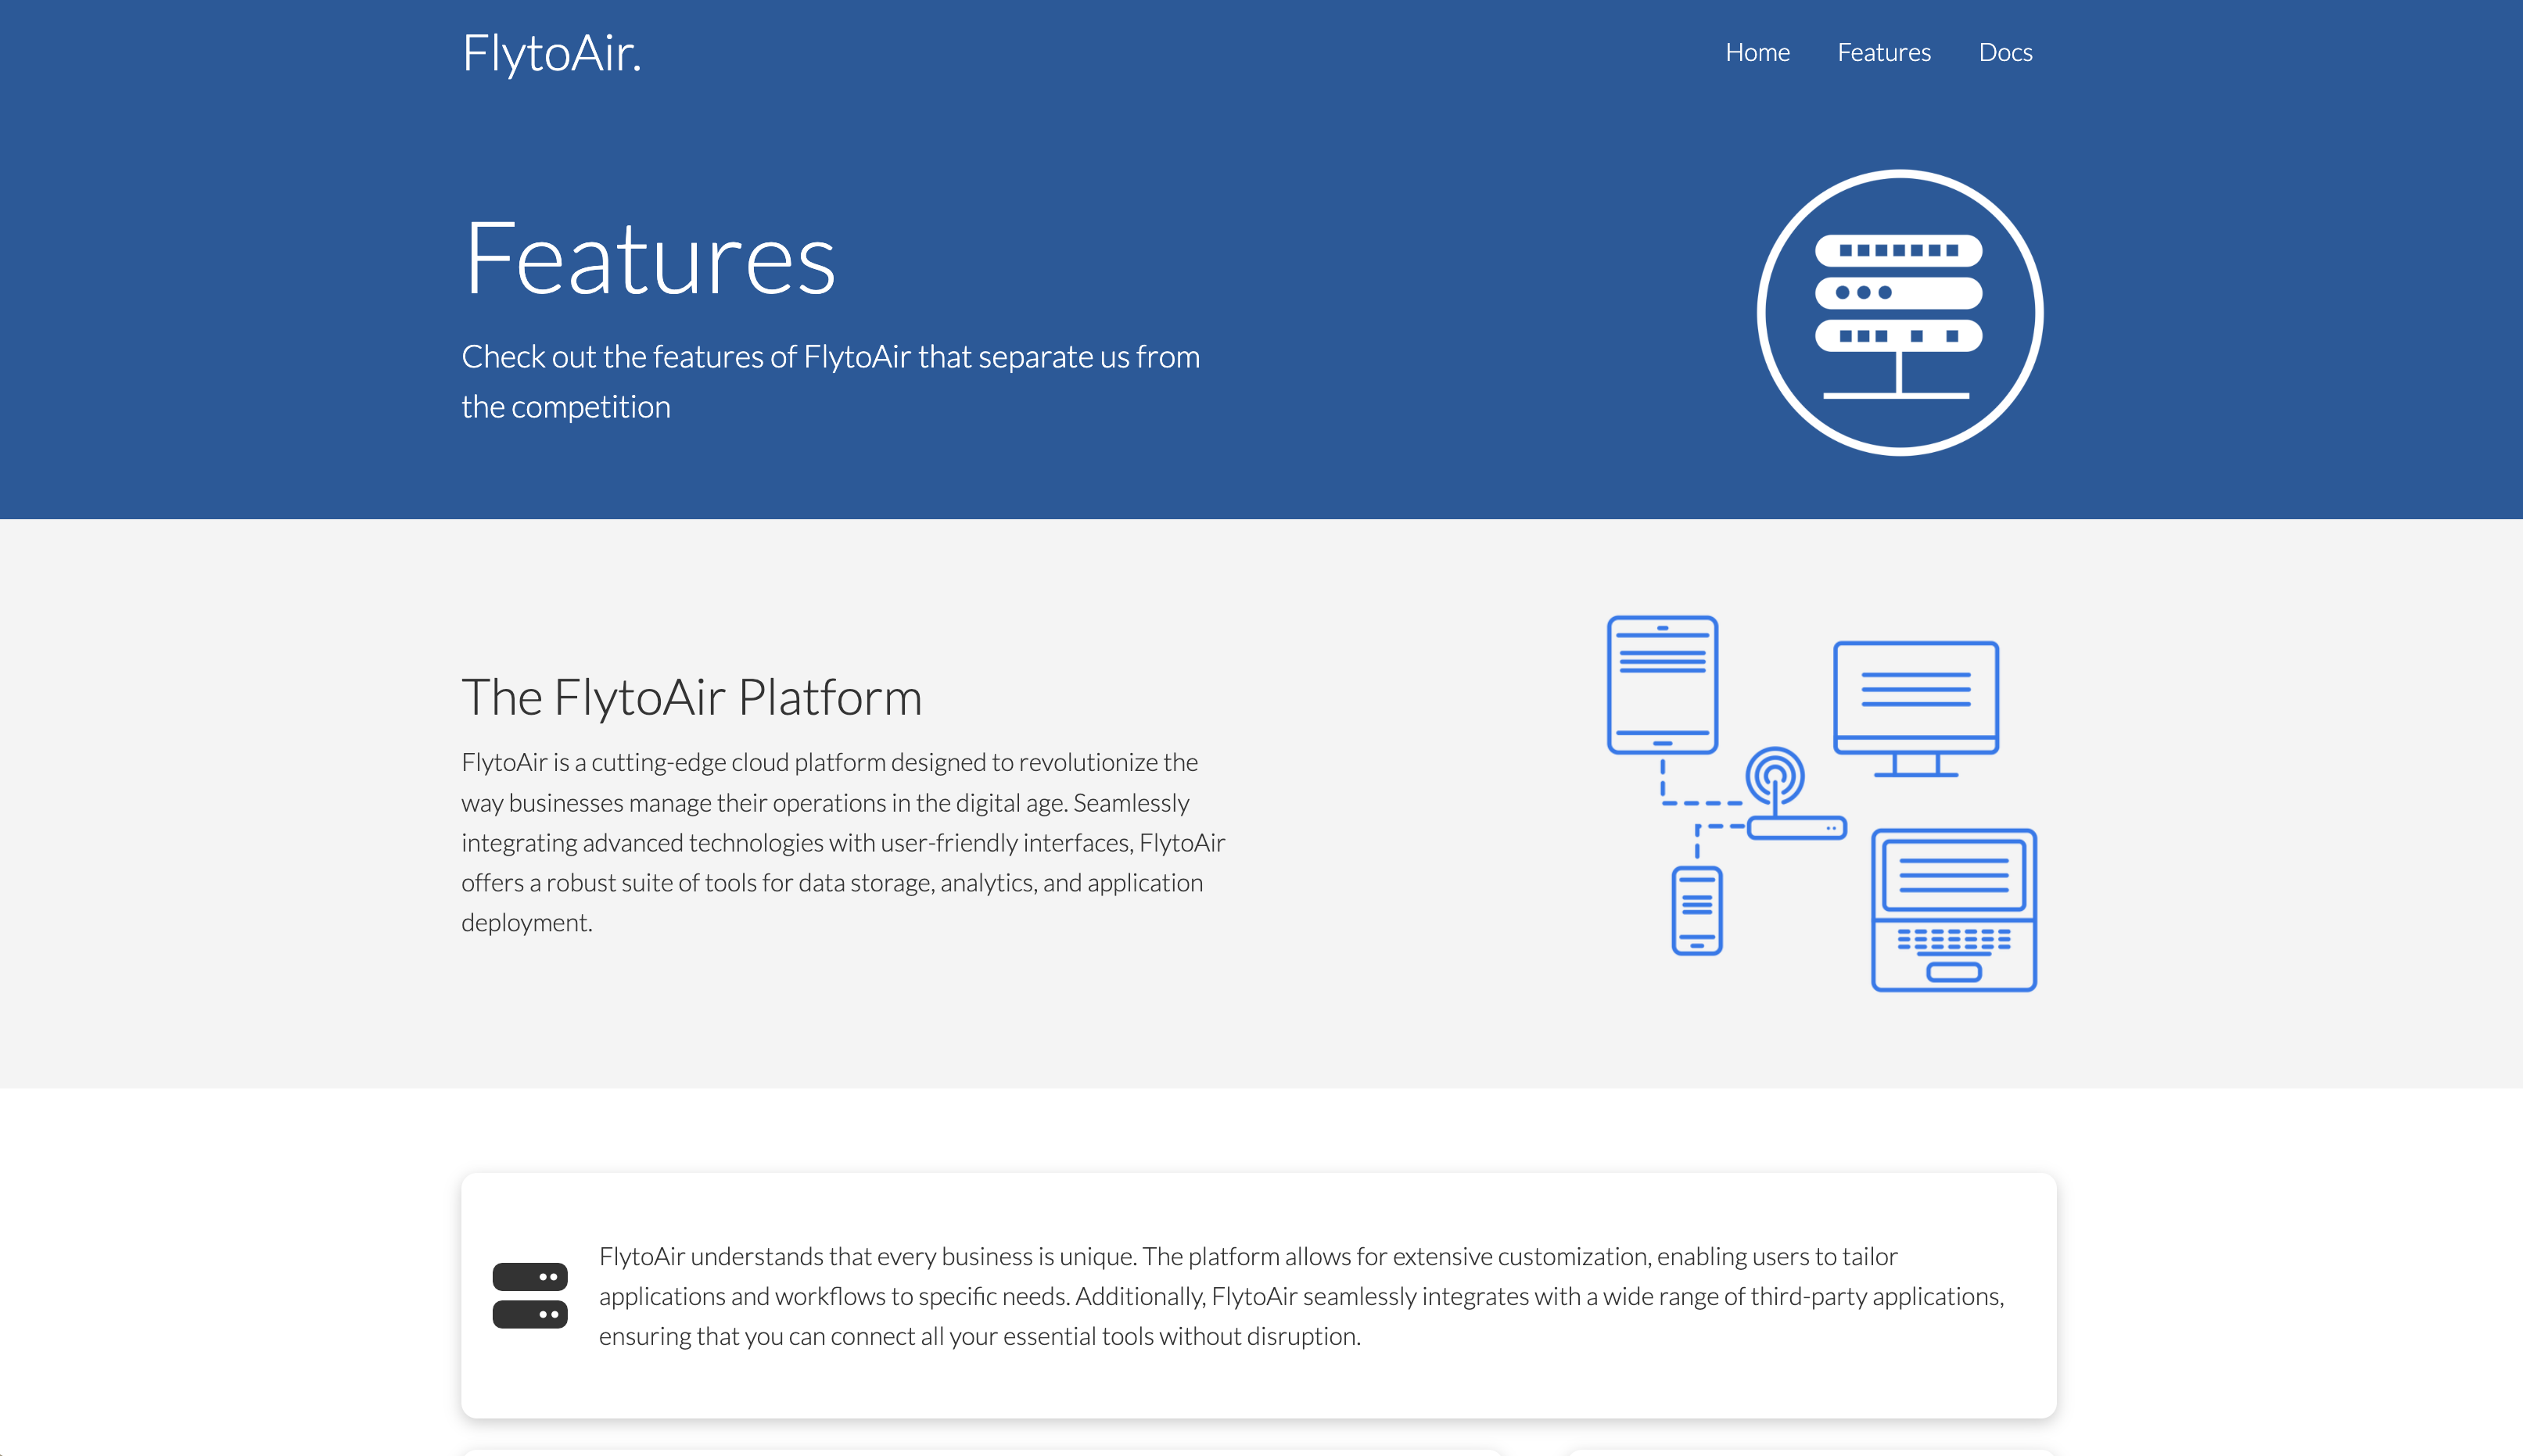 FlytoAir.
Home Features Docs
Features
Check out the features of FlytoAir that separate us from
the competition
The FlytoAir Platform
FlytoAir is a cutting-edge cloud platform designed to revolutionize the
way businesses manage their operations in the digital age. Seamlessly
integrating advanced technologies with user-friendly interfaces, FlytoAir
offers a robust suite of tools for data storage, analytics, and application
deployment.
FlytoAir understands that every business is unique. The platform allows for extensive customization, enabling users to tailor
applications and workflows to specific needs. Additionally, FlytoAir seamlessly integrates with a wide range of third-party applications,
ensuring that you can connect all your essential tools without disruption.